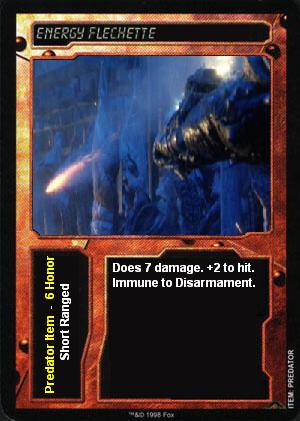 ENERGY FLECHETTE
Predator Item - 6 Honor
Short Ranged
Does 7 damage. +2 to hit.
Immune to Disarmament.
ITEM: PREDATOR
™&© 1998 Fox